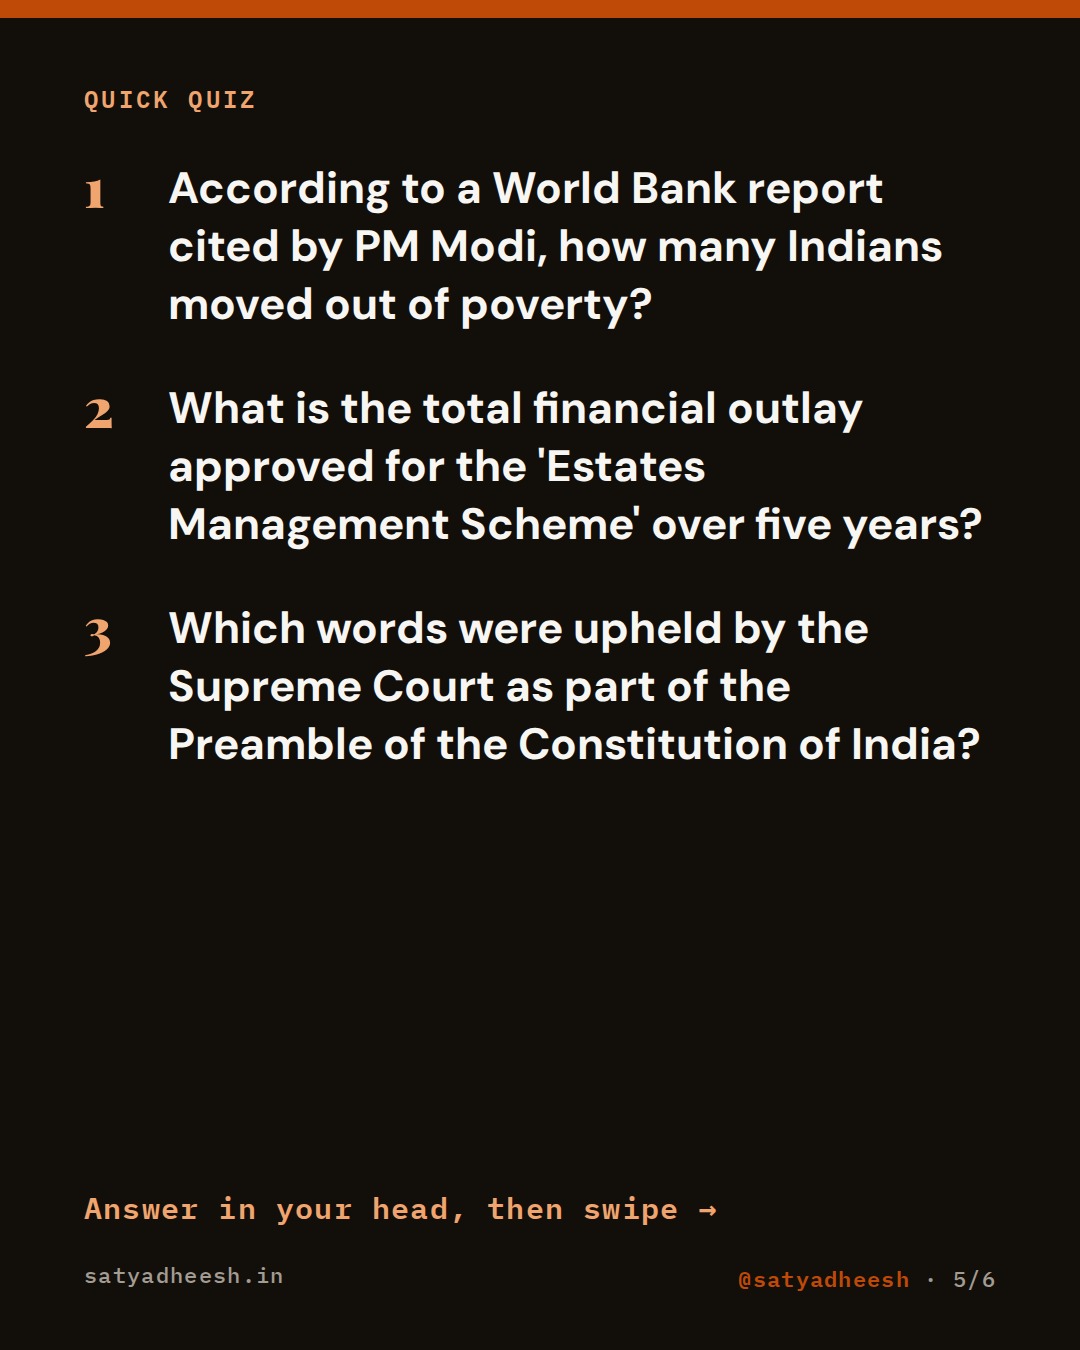 QUICK QUIZ
1 According to a World Bank report
cited by PM Modi, how many Indians
moved out of poverty?
2 What is the total financial outlay
approved for the 'Estates
Management Scheme' over five years?
3 Which words were upheld by the
Supreme Court as part of the
Preamble of the Constitution of India?
Answer in your head, then swipe →
satyadheesh.in
@satyadheesh · 5/6